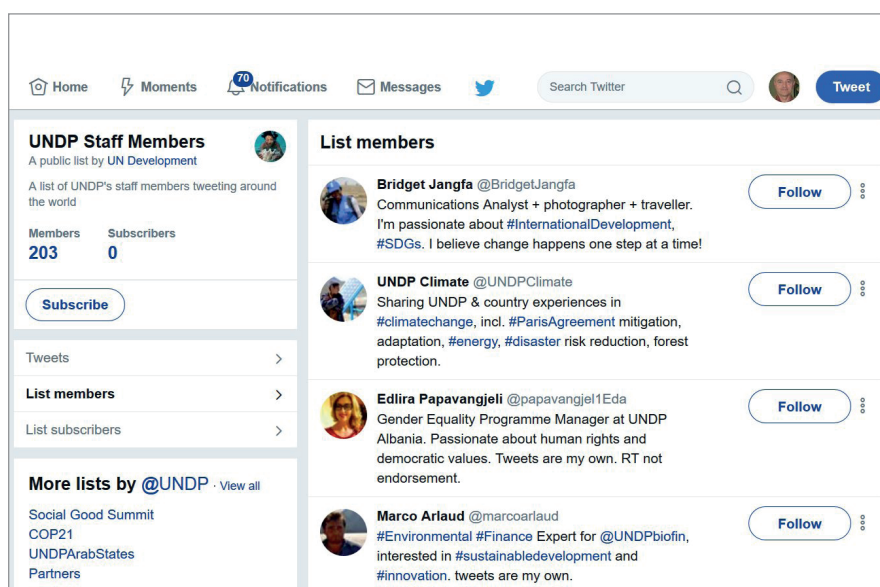 Home
Moments
70
Notifications
Messages
Search Twitter
Tweet
UNDP Staff Members
A public list by UN Development
A list of UNDP's staff members tweeting around
the world
Members Subscribers
203 0
Subscribe
Tweets
List members
List subscribers
More lists by @UNDP · View all
Social Good Summit
COP21
UNDPArabStates
Partners
List members
Bridget Jangfa @BridgetJangfa
Communications Analyst + photographer + traveller.
I'm passionate about #InternationalDevelopment,
#SDGs. I believe change happens one step at a time!
Follow
UNDP Climate @UNDPClimate
Sharing UNDP & country experiences in
#climatechange, incl. #ParisAgreement mitigation,
adaptation, #energy, #disaster risk reduction, forest
protection.
Follow
Edlira Papavangjeli @papavangjel1Eda
Gender Equality Programme Manager at UNDP
Albania. Passionate about human rights and
democratic values. Tweets are my own. RT not
endorsement.
Follow
Marco Arlaud @marcoarlaud
#Environmental #Finance Expert for @UNDPbiofin,
interested in #sustainabledevelopment and
#innovation. tweets are my own.
Follow